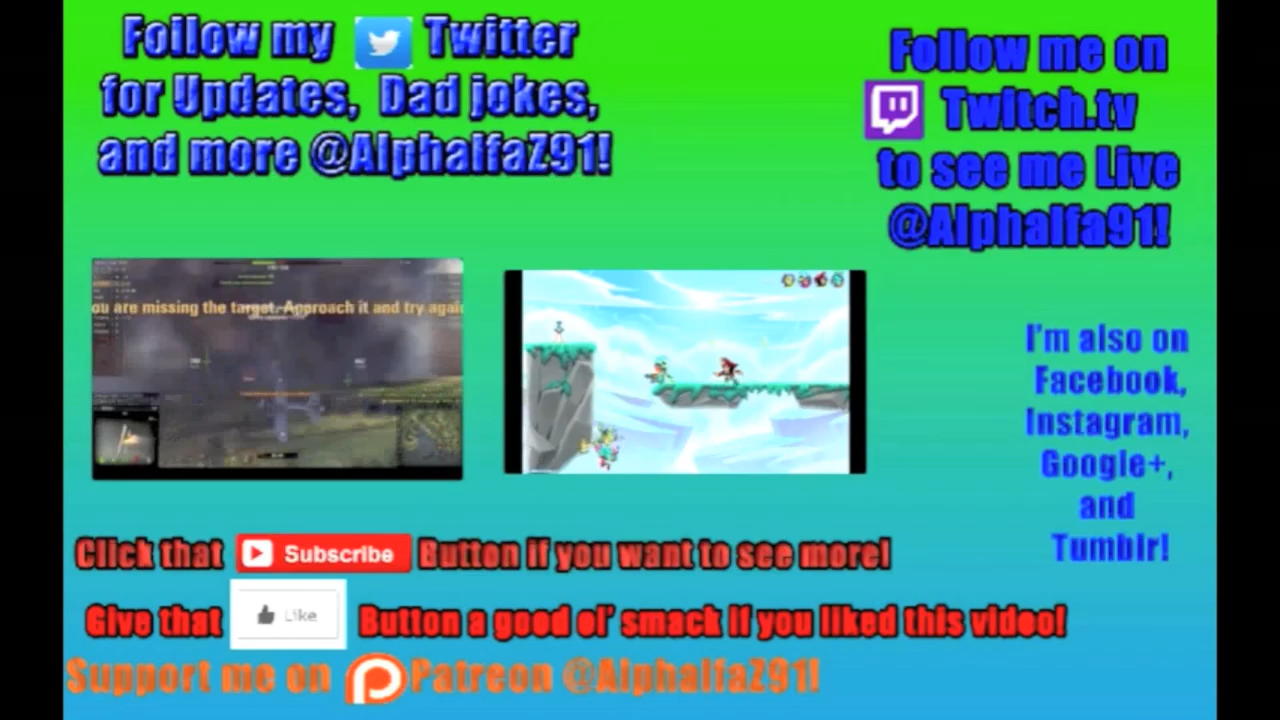 Follow my Twitter
for Updates, Dad jokes,
and more @AlphalfaZ91!
Follow me on
Twitch.tv
to see me Live
@Alphalfa91!
ou are missing the target. Approach it and try again
I'm also on
Facebook,
Instagram,
Google+,
and
Tumblr!
Click that Subscribe Button if you want to see more!
Give that Like Button a good ol' smack if you liked this video!
Support me on Patreon @AlphalfaZ91!